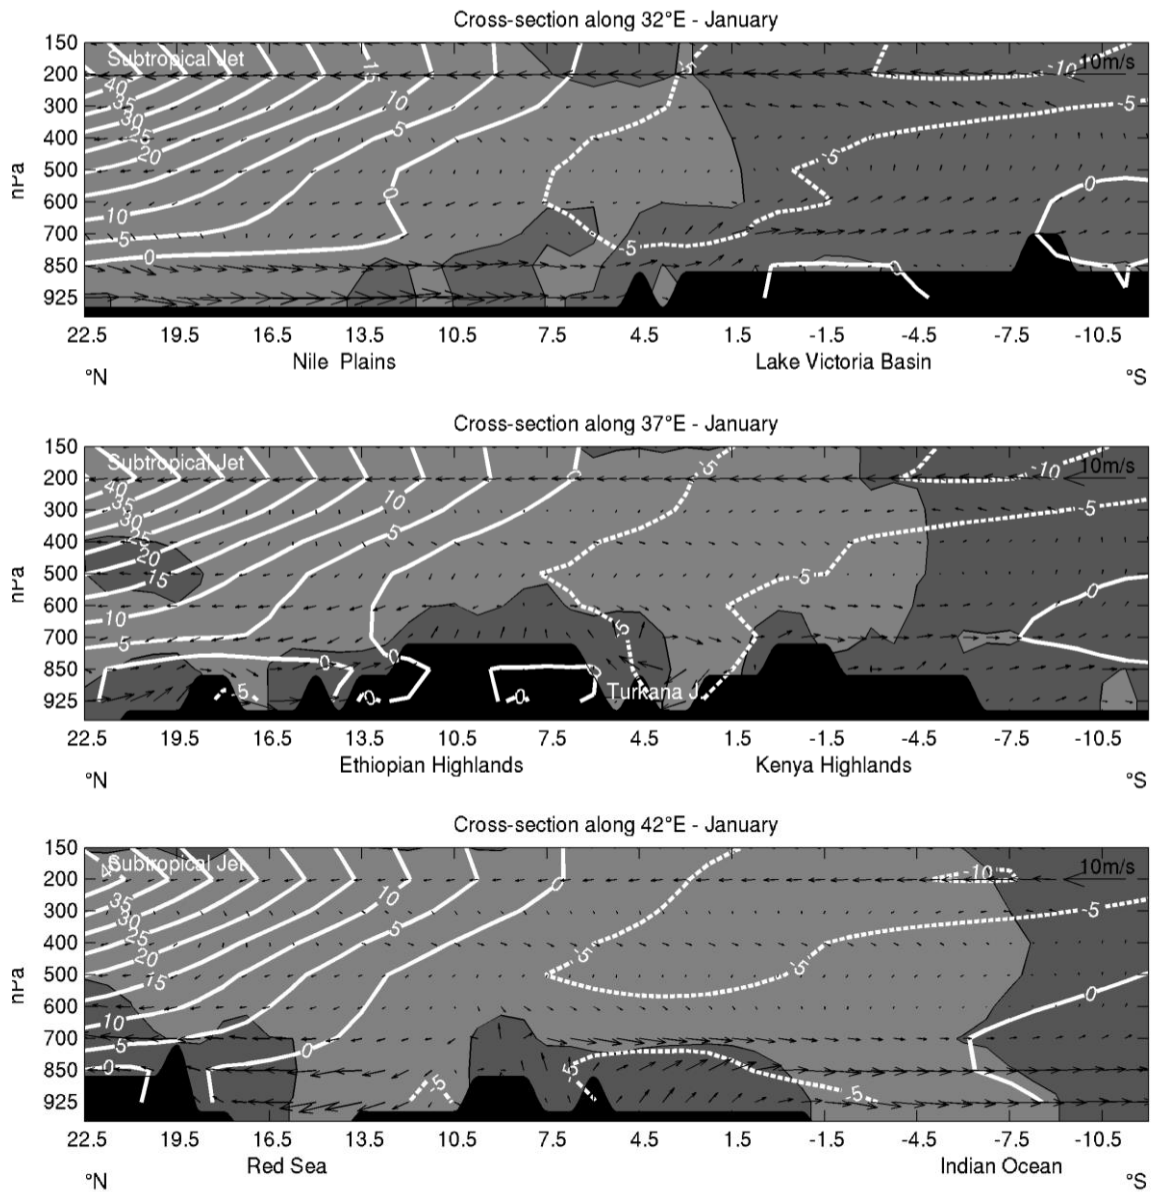 Cross-section along 32°E - January
150 Subtropical Jet 15 -5 -10 10m/s
200
40
35
300 10 -5
30
400 25 5
20 -5
500
nPa
600 0 0
10
700 5 -5
0
850 0
925
22.5 19.5 16.5 13.5 10.5 7.5 4.5 1.5 -1.5 -4.5 -7.5 -10.5
Nile Plains Lake Victoria Basin
°N °S
Cross-section along 37°E - January
150 Subtropical Jet -5 -10 10m/s
200 0
40
35 10
300 -5
30
25 5
400
20
500 15 -5
nPa
600 0
10
700 5 -5
0 0
850
925 -5 0 0 0 Turkana J.
22.5 19.5 16.5 13.5 10.5 7.5 4.5 1.5 -1.5 -4.5 -7.5 -10.5
Ethiopian Highlands Kenya Highlands
°N °S
Cross-section along 42°E - January
150 Subtropical Jet -10 10m/s
200 0
35 10
300 -5
30
25 5
400
20 -5
500 15 -5
nPa
600 0
10
700
5 0
850 0 -5
-5 -5
925
22.5 19.5 16.5 13.5 10.5 7.5 4.5 1.5 -1.5 -4.5 -7.5 -10.5
Red Sea Indian Ocean
°N °S